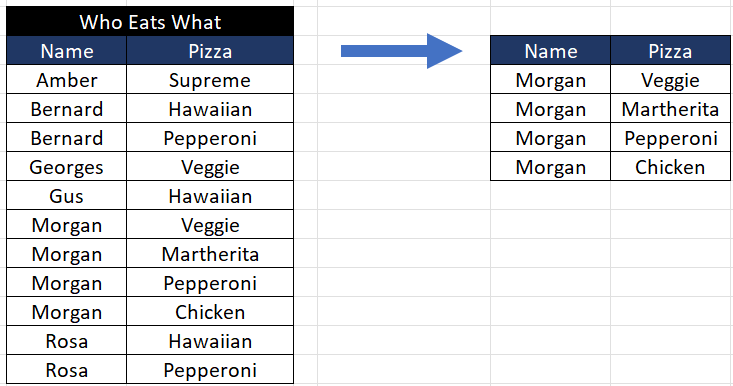 Who Eats What
Name Pizza
Amber Supreme
Bernard Hawaiian
Bernard Pepperoni
Georges Veggie
Gus Hawaiian
Morgan Veggie
Morgan Martherita
Morgan Pepperoni
Morgan Chicken
Rosa Hawaiian
Rosa Pepperoni
Name Pizza
Morgan Veggie
Morgan Martherita
Morgan Pepperoni
Morgan Chicken